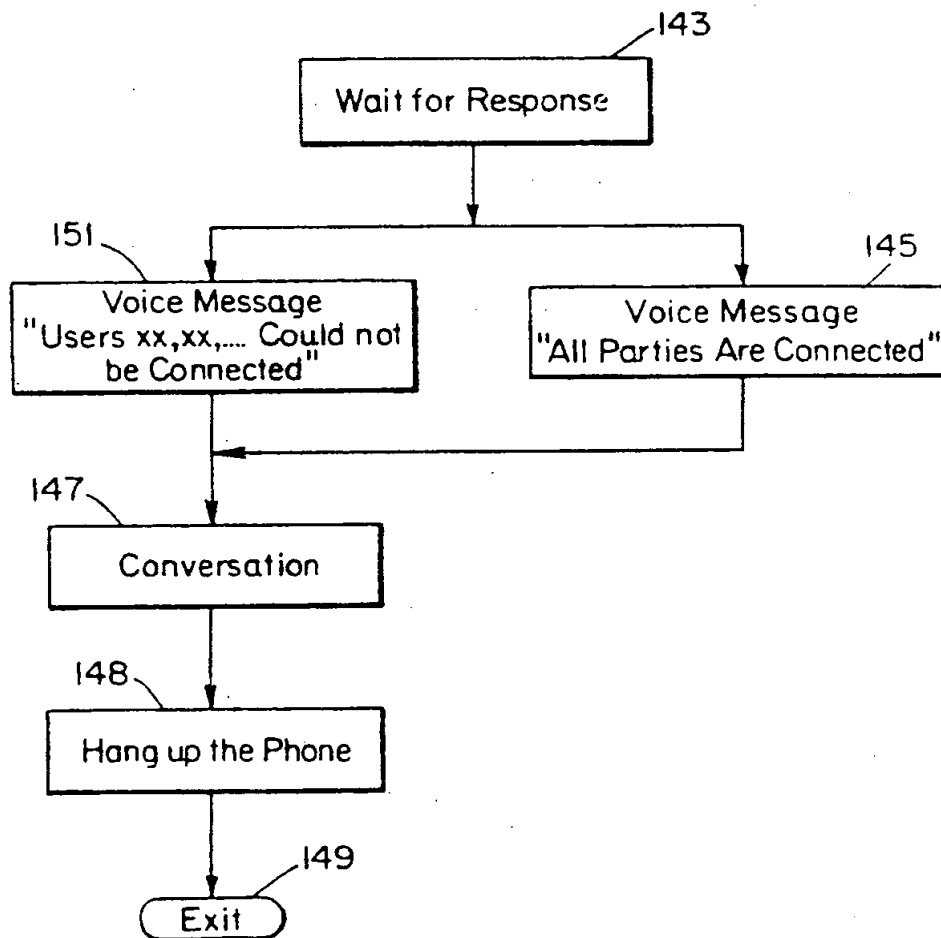 143
Wait for Response
151
Voice Message
"Users xx,xx,.... Could not
be Connected"
145
Voice Message
"All Parties Are Connected"
147
Conversation
148
Hang up the Phone
149
Exit